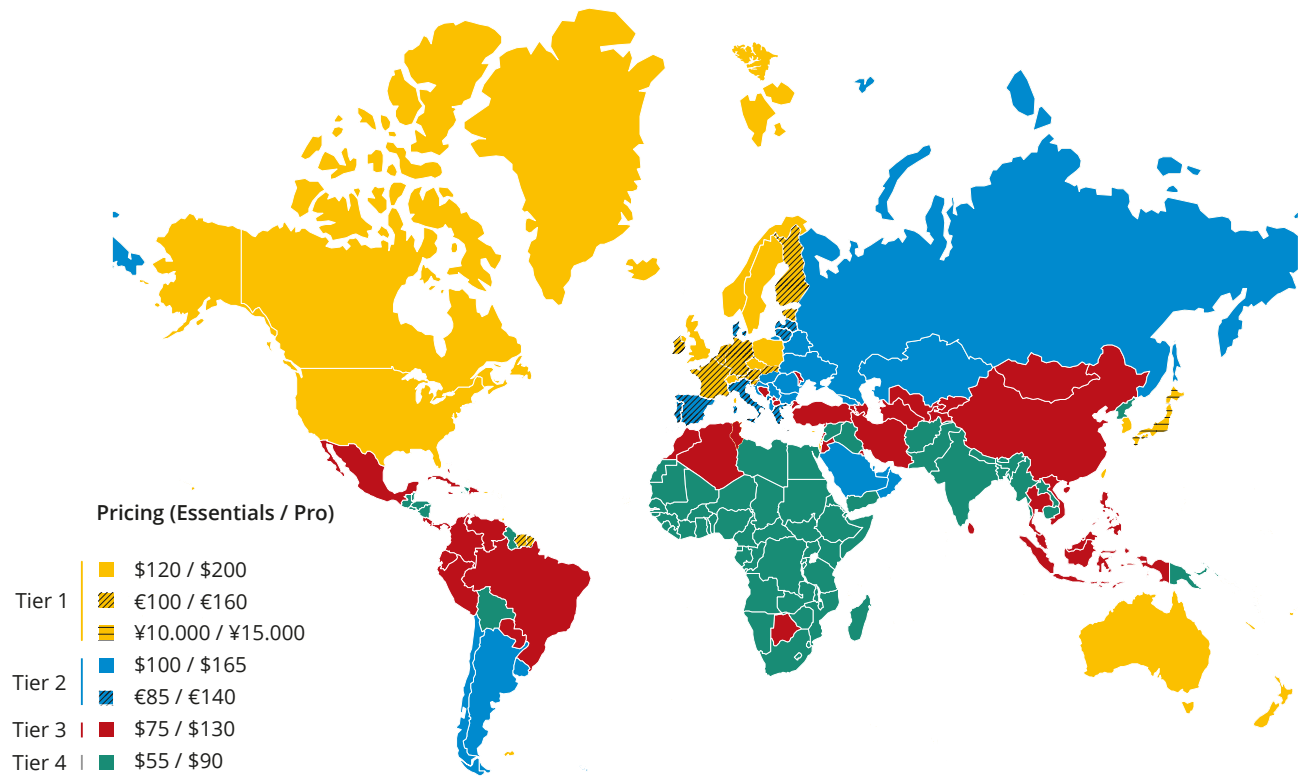 Pricing (Essentials / Pro)
Tier 1
$120 / $200
€100 / €160
¥10.000 / ¥15.000
Tier 2
$100 / $165
€85 / €140
Tier 3
$75 / $130
Tier 4
$55 / $90